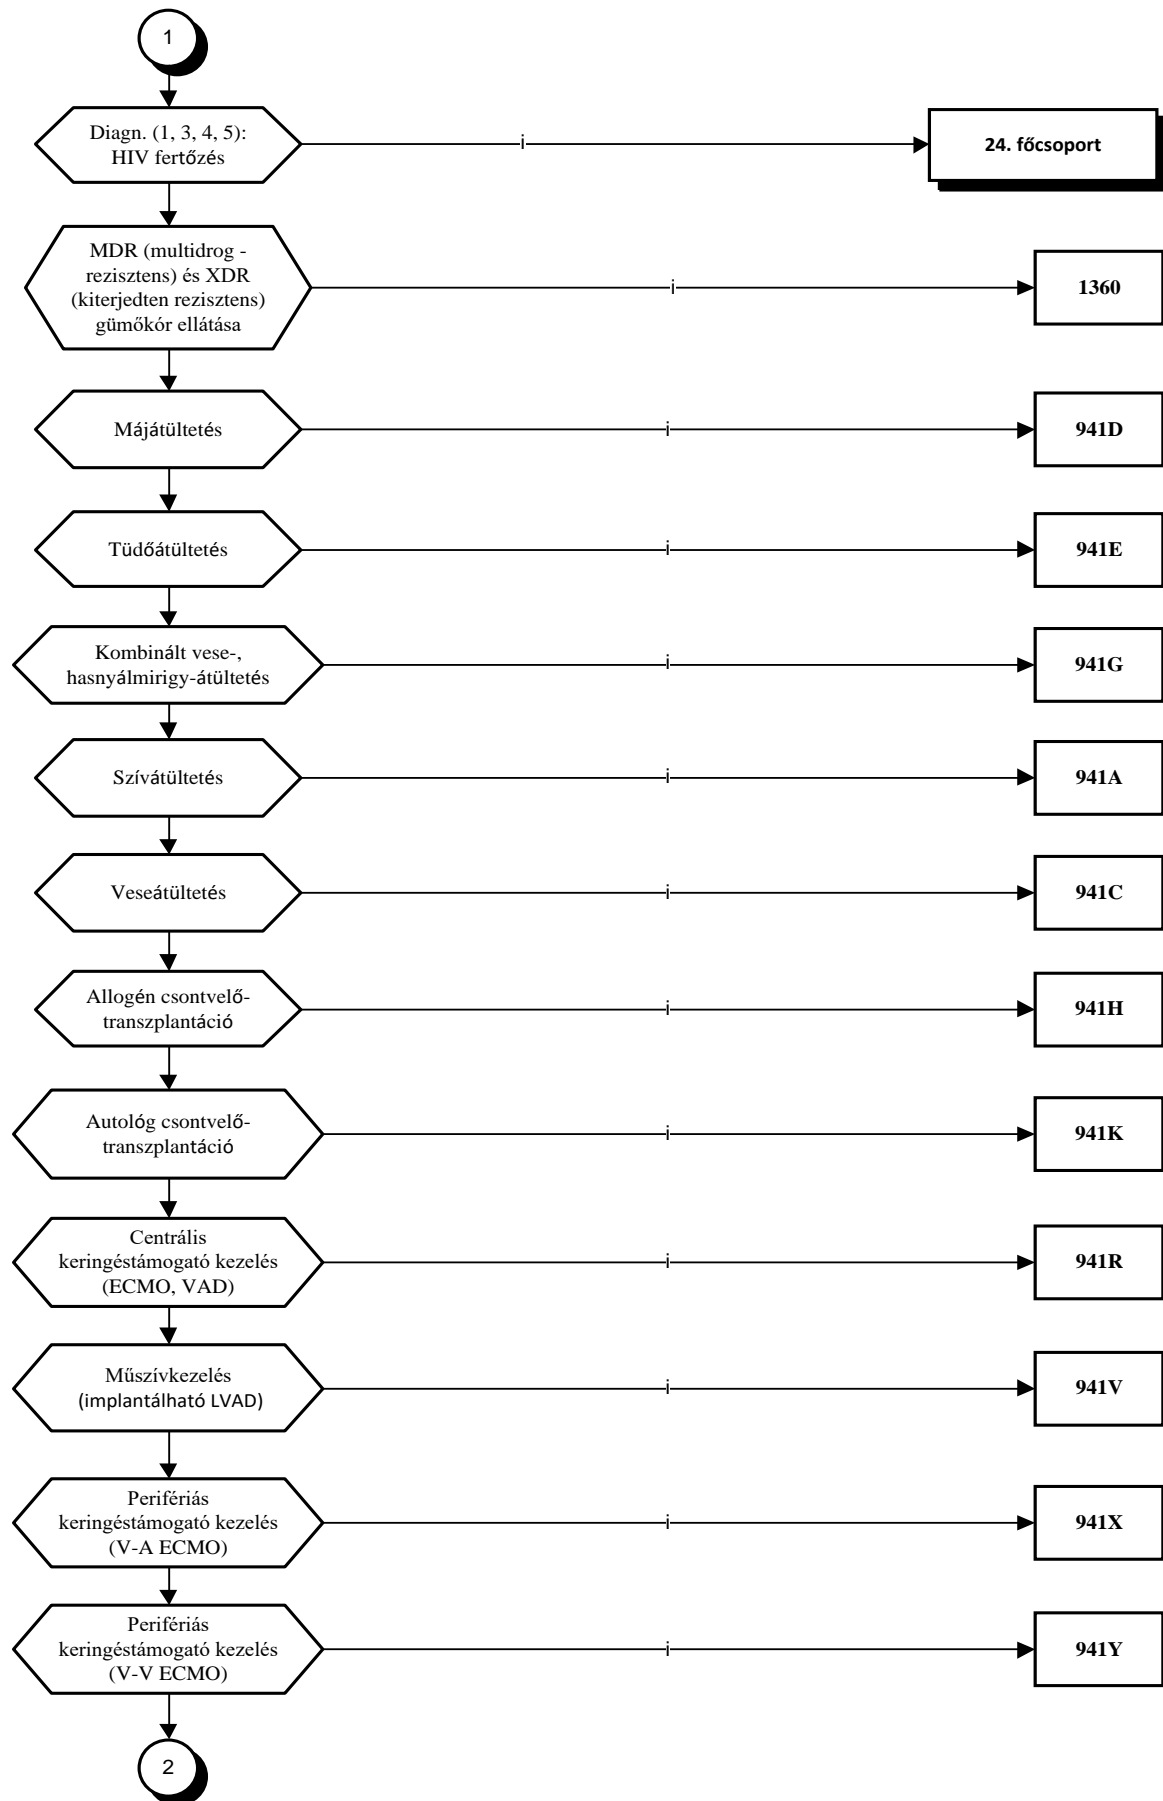 1
Diagn. (1, 3, 4, 5):
HIV fertőzés
i
24. főcsoport
MDR (multidrog -
rezisztens) és XDR
(kiterjedten rezisztens)
gümőkór ellátása
i
1360
Májátültetés
i
941D
Tüdőátültetés
i
941E
Kombinált vese-,
hasnyálmirigy-átültetés
i
941G
Szívátültetés
i
941A
Veseátültetés
i
941C
Allogén csontvelő-
transzplantáció
i
941H
Autológ csontvelő-
transzplantáció
i
941K
Centrális
keringéstámogató kezelés
(ECMO, VAD)
i
941R
Műszívkezelés
(implantálható LVAD)
i
941V
Perifériás
keringéstámogató kezelés
(V-A ECMO)
i
941X
Perifériás
keringéstámogató kezelés
(V-V ECMO)
i
941Y
2